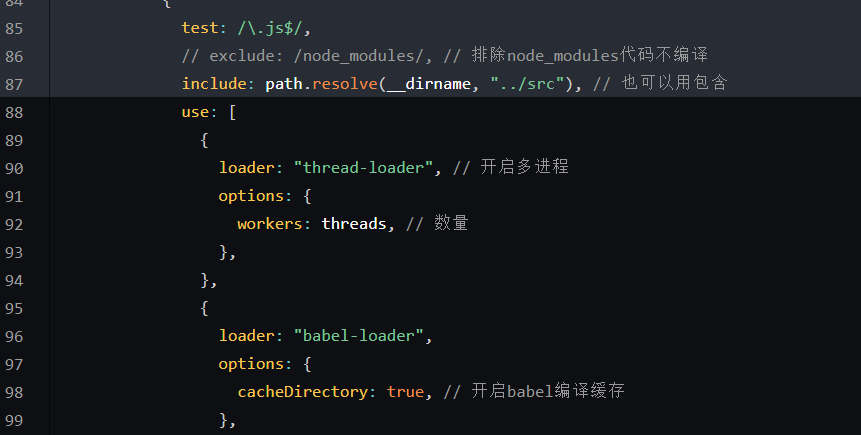 84 {
85 test: /\.js$/,
86 // exclude: /node_modules/, // 排除node_modules代码不编译
87 include: path.resolve(__dirname, "../src"), // 也可以用包含
88 use: [
89 {
90 loader: "thread-loader", // 开启多进程
91 options: {
92 workers: threads, // 数量
93 },
94 },
95 {
96 loader: "babel-loader",
97 options: {
98 cacheDirectory: true, // 开启babel编译缓存
99 },